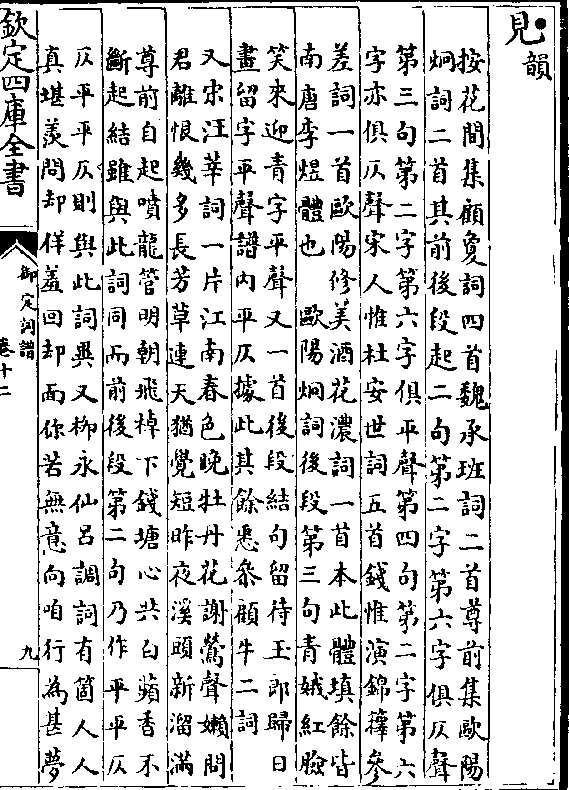 見韻
按花間集顧敻詞四首魏承班詞二首尊前集歐陽
炯詞二首其前後段起二句第二字第六字俱仄聲
第三句第二字第六字俱平聲第四句第二字第六
字亦俱仄聲宋人惟杜安世詞五首錢惟演錦籜參
差詞一首歐陽修美酒花濃詞一首本此體填餘皆
南唐李煜體也 歐陽炯詞後段第三句青娥紅臉
笑來迎青字平聲又一首後段結句留待玉郎歸日
畫留字平聲譜內平仄據此其餘悉參顧牛二詞
又宋汪莘詞一片江南春色晚牡丹花謝鶯聲嬾問
君離恨幾多長芳草連天猶覺短昨夜溪頭新溜滿
尊前自起噴龍管明朝飛棹下錢塘心共白蘋香不
斷起結雖與此詞同而前後段第二句乃作平平仄
仄平平仄則與此詞異又柳永仙呂調詞有箇人人
真堪羨問却佯羞回却面你若無意向咱行為甚夢
欽定四庫全書
御定詞譜
卷十二
九